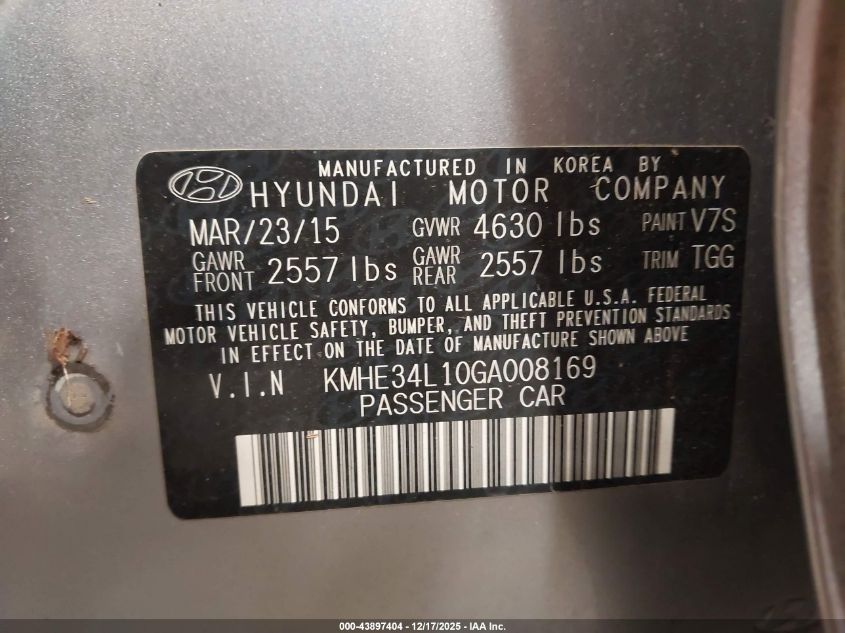 MANUFACTURED IN KOREA BY
HYUNDAI MOTOR COMPANY
MAR/23/15 GVWR 4630 lbs PAINT V7S
GAWR FRONT 2557 lbs GAWR REAR 2557 lbs TRIM TGG
THIS VEHICLE CONFORMS TO ALL APPLICABLE U.S.A. FEDERAL
MOTOR VEHICLE SAFETY, BUMPER, AND THEFT PREVENTION STANDARDS
IN EFFECT ON THE DATE OF MANUFACTURE SHOWN ABOVE
V.I.N KMHE34L10GA008169
PASSENGER CAR
000-43897404 - 12/17/2025 - IAA Inc.